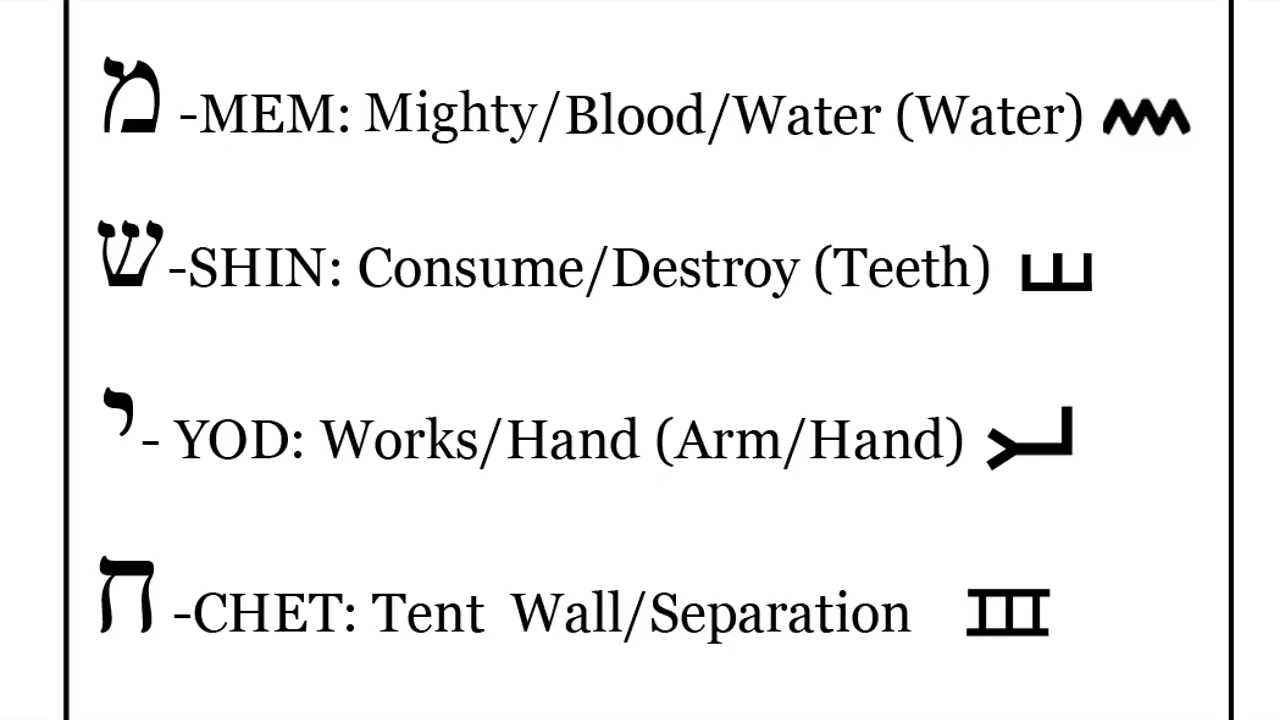 מ -MEM: Mighty/Blood/Water (Water)
ש -SHIN: Consume/Destroy (Teeth)
י - YOD: Works/Hand (Arm/Hand)
ח -CHET: Tent Wall/Separation